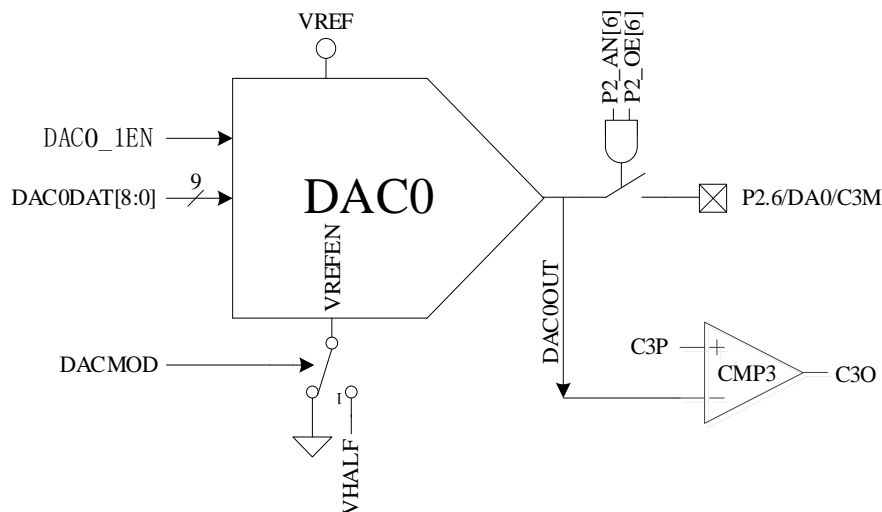 VREF
P2_AN[6]
P2_OE[6]
DAC0_1EN
9
DAC0DAT[8:0]
DAC0
P2.6/DA0/C3M
VREFEN
DAC0OUT
DACMOD
C3P
+
CMP3
C3O
1
VHALF